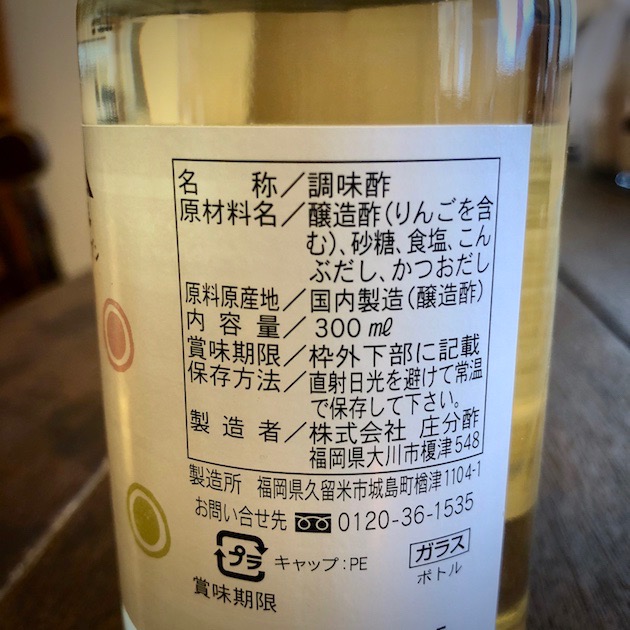 名称／調味酢
原材料名／醸造酢(りんごを含
む)、砂糖、食塩、こん
ぶだし、かつおだし
原料原産地／国内製造(醸造酢)
内容量／300㎖
賞味期限／枠外下部に記載
保存方法／直射日光を避けて常温
で保存して下さい。
製造者／株式会社 庄分酢
福岡県大川市榎津548
製造所 福岡県久留米市城島町楢津1104-1
お問い合せ先 0120-36-1535
プラ キャップ:PE ガラス
ボトル
賞味期限